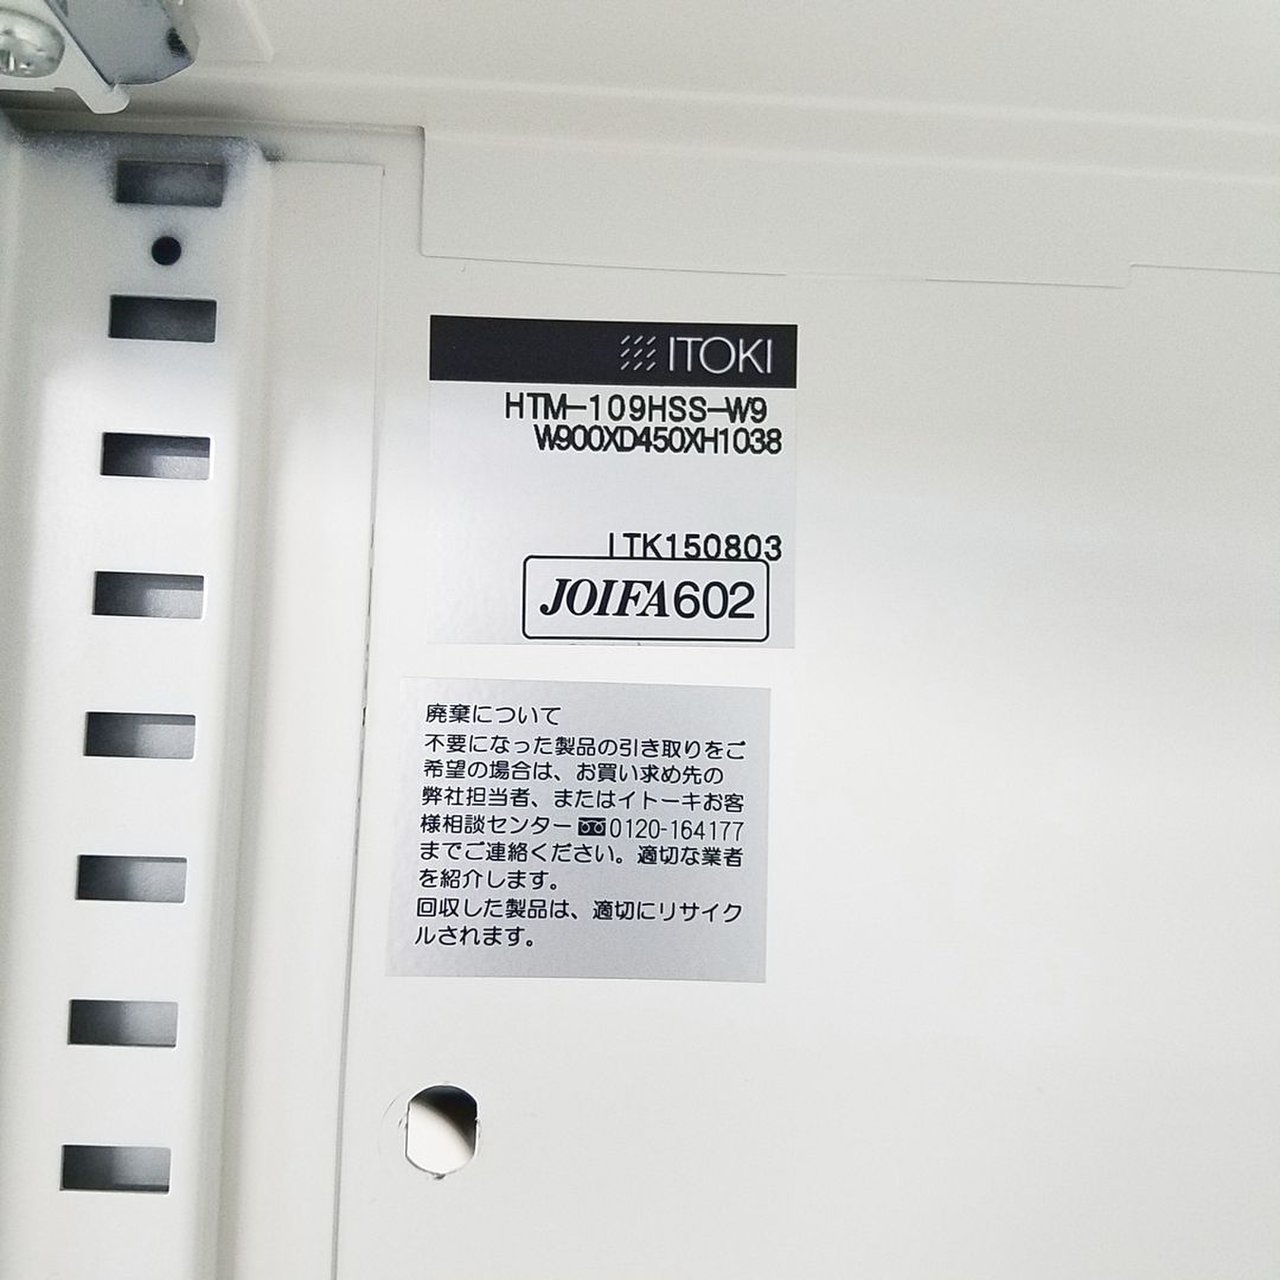 ITOKI
HTM-109HSS-W9
W900XD450XH1038
ITK150803
JOIFA602
廃棄について
不要になった製品の引き取りをご
希望の場合は、お買い求め先の
弊社担当者、またはイトーキお客
様相談センター 0120-164177
までご連絡ください。適切な業者
を紹介します。
回収した製品は、適切にリサイク
ルされます。